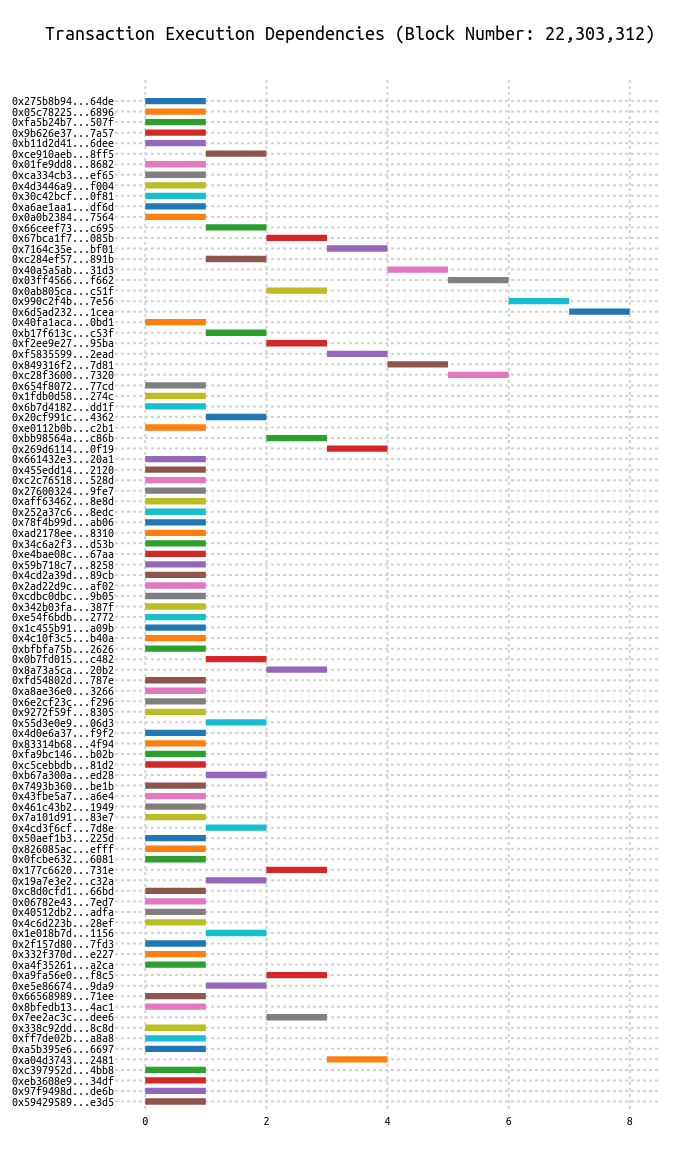 Transaction Execution Dependencies (Block Number: 22,303,312)
0x275b8b94...64de
0x05c78225...6896
0xfa5b24b7...507f
0x9b626e37...7a57
0xb11d2d41...6dee
0xce910aeb...8ff5
0x01fe9dd8...8682
0xca334cb3...ef65
0x4d3446a9...f004
0x30c42bcf...0f81
0xa6ae1aa1...df6d
0x0a0b2384...7564
0x66ceef73...c695
0x67bca1f7...085b
0x7164c35e...bf01
0xc284ef57...891b
0x40a5a5ab...31d3
0x03ff4566...f662
0x0ab805ca...c51f
0x990c2f4b...7e56
0x6d5ad232...1cea
0x40fa1aca...0bd1
0xb17f613c...c53f
0xf2ee9e27...95ba
0xf5835599...2ead
0x849316f2...7d81
0xc28f3600...7320
0x654f8072...77cd
0x1fdb0d58...274c
0x6b7d4182...dd1f
0x20cf991c...4362
0xe0112b0b...c2b1
0xbb98564a...c86b
0x269d6114...0f19
0x661432e3...20a1
0x455edd14...2120
0xc2c76518...528d
0x27600324...9fe7
0xaff63462...8e8d
0x252a37c6...8edc
0x78f4b99d...ab06
0xad2178ee...8310
0x34c6a2f3...d53b
0xe4bae08c...67aa
0x59b718c7...8258
0x4cd2a39d...89cb
0x2ad22d9c...af02
0xcdbc0dbc...9b05
0x342b03fa...387f
0xe54f6bdb...2772
0x1c455b91...a09b
0x4c10f3c5...b40a
0xbfbfa75b...2626
0x0b7fd015...c482
0x8a73a5ca...20b2
0xfd54802d...787e
0xa8ae36e0...3266
0x6e2cf23c...f296
0x9272f59f...8305
0x55d3e0e9...06d3
0x4d0e6a37...f9f2
0x83314b68...4f94
0xfa9bc146...b02b
0xc5cebbdb...81d2
0xb67a300a...ed28
0x7493b360...be1b
0x43fbe5a7...a6e4
0x461c43b2...1949
0x7a101d91...83e7
0x4cd3f6cf...7d8e
0x50aef1b3...225d
0x826085ac...efff
0x0fcbe632...6081
0x177c6620...731e
0x19a7e3e2...c32a
0xc8d0cfd1...66bd
0x06782e43...7ed7
0x40512db2...adfa
0x4c6d223b...28ef
0x1e018b7d...1156
0x2f157d80...7fd3
0x332f370d...e227
0xa4f35261...a2ca
0xa9fa56e0...f8c5
0xe5e86674...9da9
0x66568989...71ee
0x8bfedb13...4ac1
0x7ee2ac3c...dee6
0x338c92dd...8c8d
0xff7de02b...a8a8
0xa5b395e6...6697
0xa04d3743...2481
0xc397952d...4bb8
0xeb3608e9...34df
0x97f9498d...de6b
0x59429589...e3d5
0 2 4 6 8